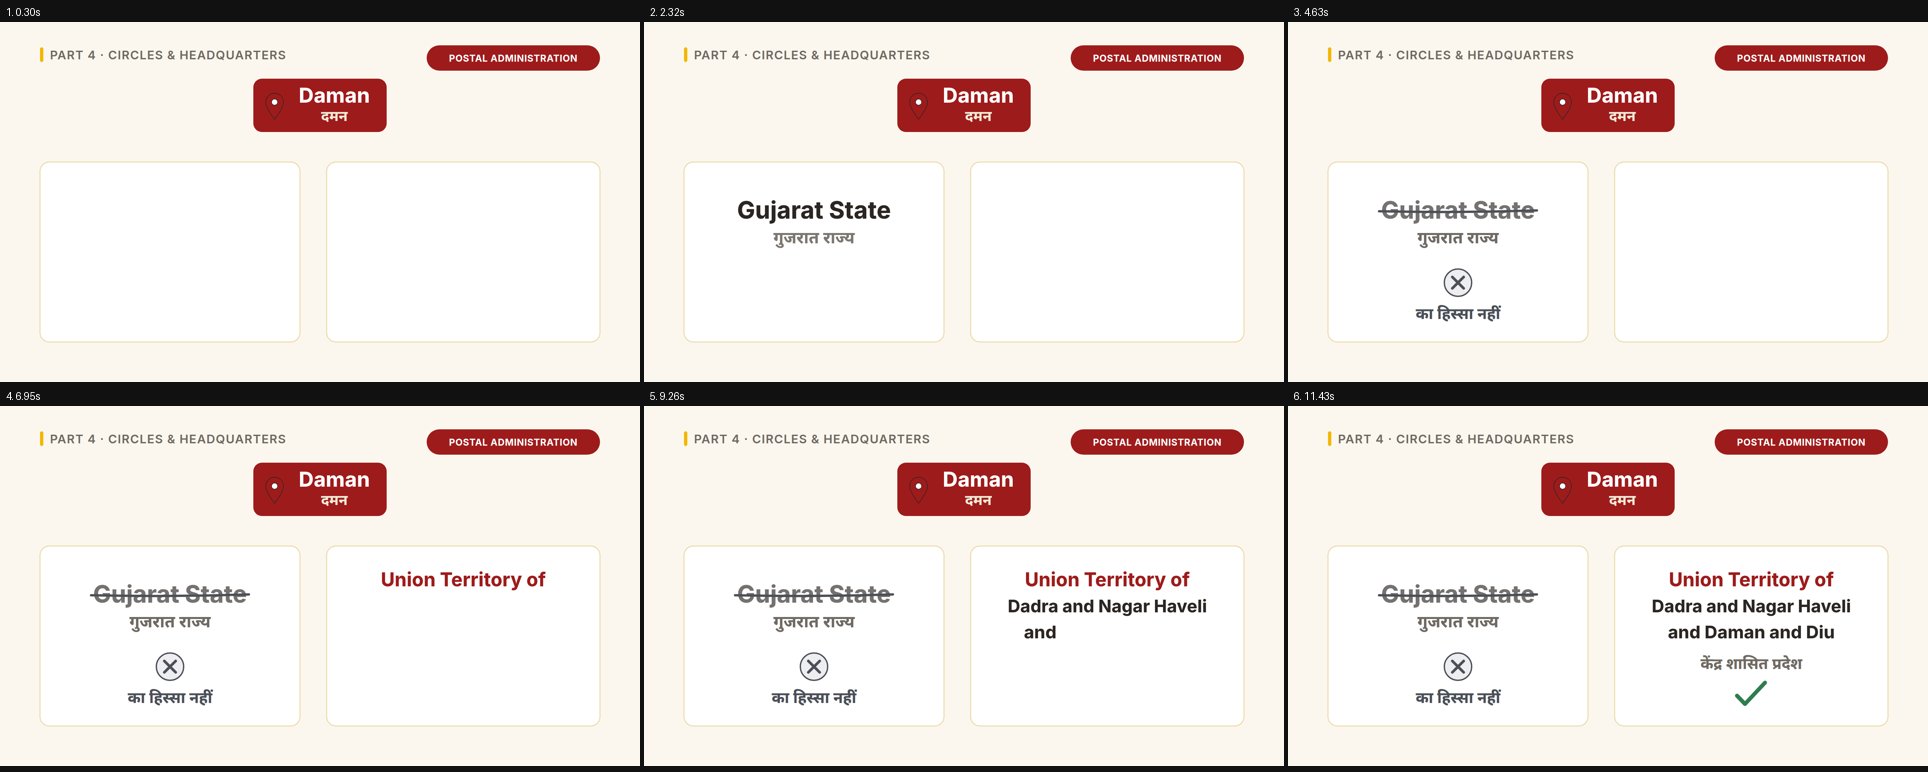 1. 0.30s
PART 4 · CIRCLES & HEADQUARTERS
POSTAL ADMINISTRATION
Daman
दमन
2. 2.32s
PART 4 · CIRCLES & HEADQUARTERS
POSTAL ADMINISTRATION
Daman
दमन
Gujarat State
गुजरात राज्य
3. 4.63s
PART 4 · CIRCLES & HEADQUARTERS
POSTAL ADMINISTRATION
Daman
दमन
Gujarat State
गुजरात राज्य
का हिस्सा नहीं
4. 6.95s
PART 4 · CIRCLES & HEADQUARTERS
POSTAL ADMINISTRATION
Daman
दमन
Gujarat State
गुजरात राज्य
का हिस्सा नहीं
Union Territory of
5. 9.26s
PART 4 · CIRCLES & HEADQUARTERS
POSTAL ADMINISTRATION
Daman
दमन
Gujarat State
गुजरात राज्य
का हिस्सा नहीं
Union Territory of
Dadra and Nagar Haveli
and
6. 11.43s
PART 4 · CIRCLES & HEADQUARTERS
POSTAL ADMINISTRATION
Daman
दमन
Gujarat State
गुजरात राज्य
का हिस्सा नहीं
Union Territory of
Dadra and Nagar Haveli
and Daman and Diu
केंद्र शासित प्रदेश